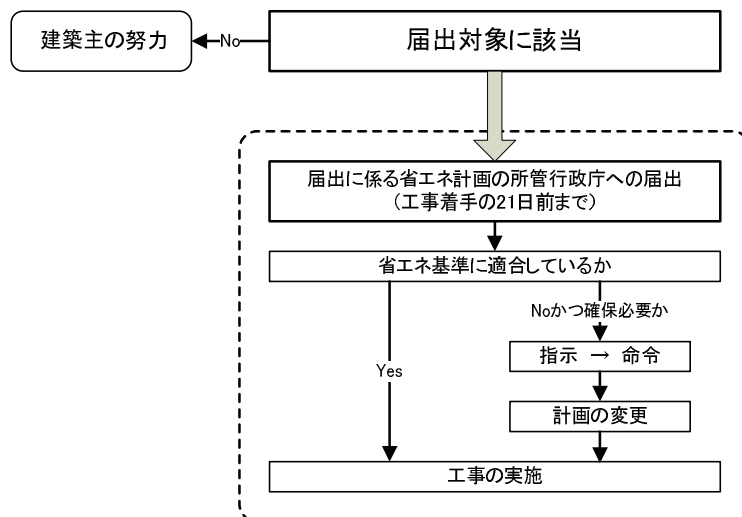 建築主の努力
No
届出対象に該当
届出に係る省エネ計画の所管行政庁への届出
（工事着手の21日前まで）
省エネ基準に適合しているか
Noかつ確保必要か
指示 → 命令
Yes
計画の変更
工事の実施